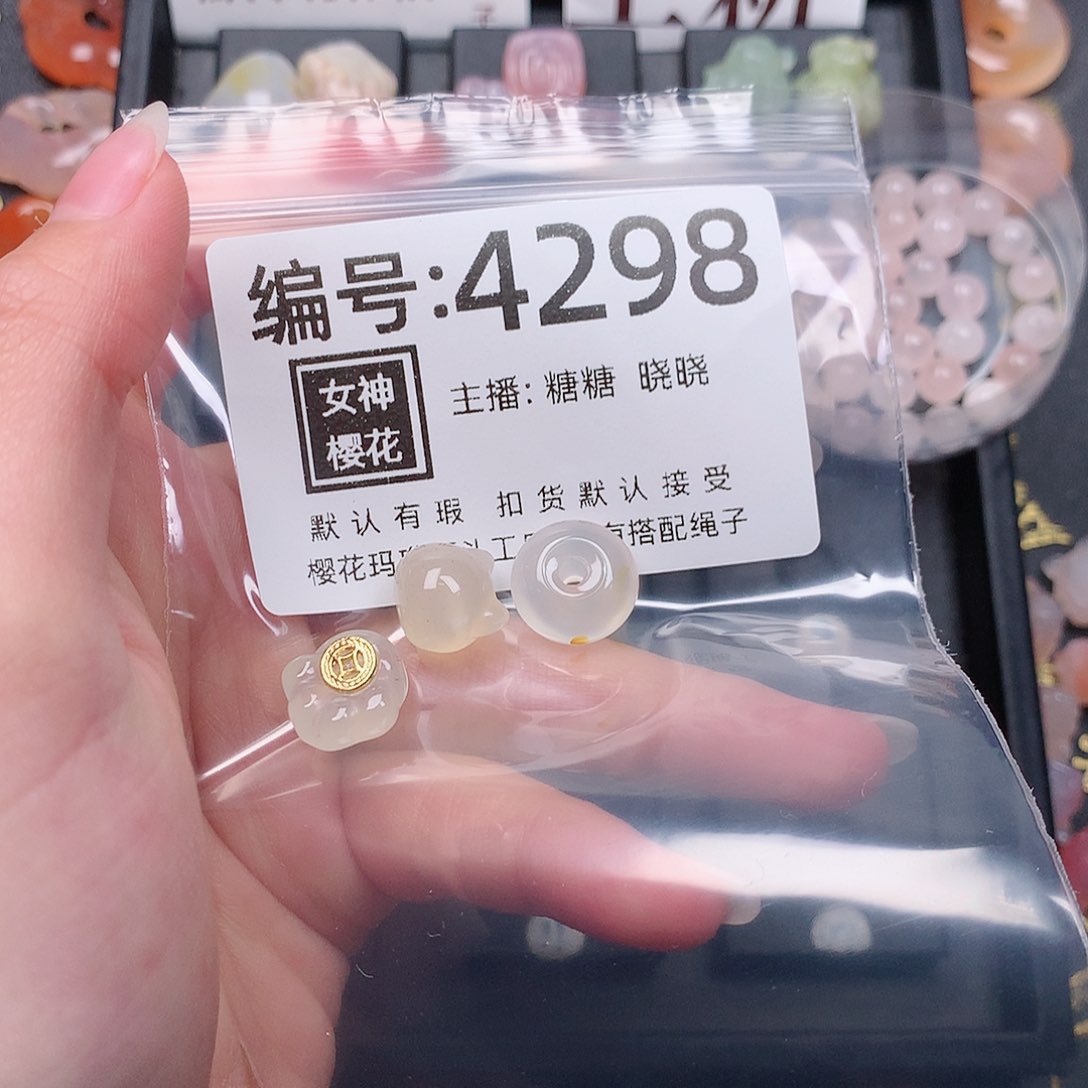 编号:4298
女神
樱花
主播: 糖糖 晓晓
默认有瑕 扣货默认接受
樱花玛 工 搭配绳子